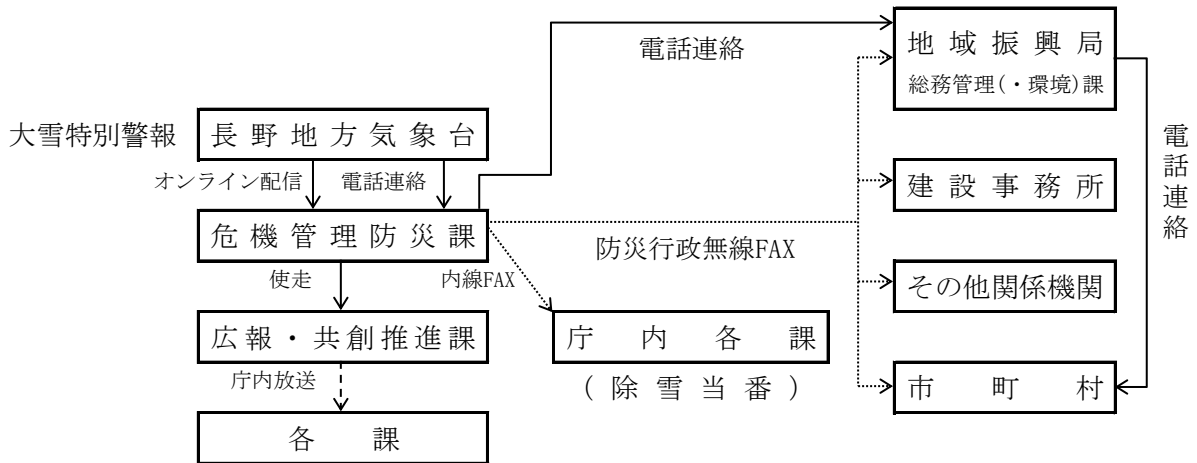 電話連絡
地域振興局
総務管理(・環境)課
大雪特別警報
長野地方気象台
オンライン配信
電話連絡
電話連絡
建設事務所
危機管理防災課
防災行政無線FAX
使走
内線FAX
その他関係機関
広報・共創推進課
庁内各課
(除雪当番)
庁内放送
市町村
各課